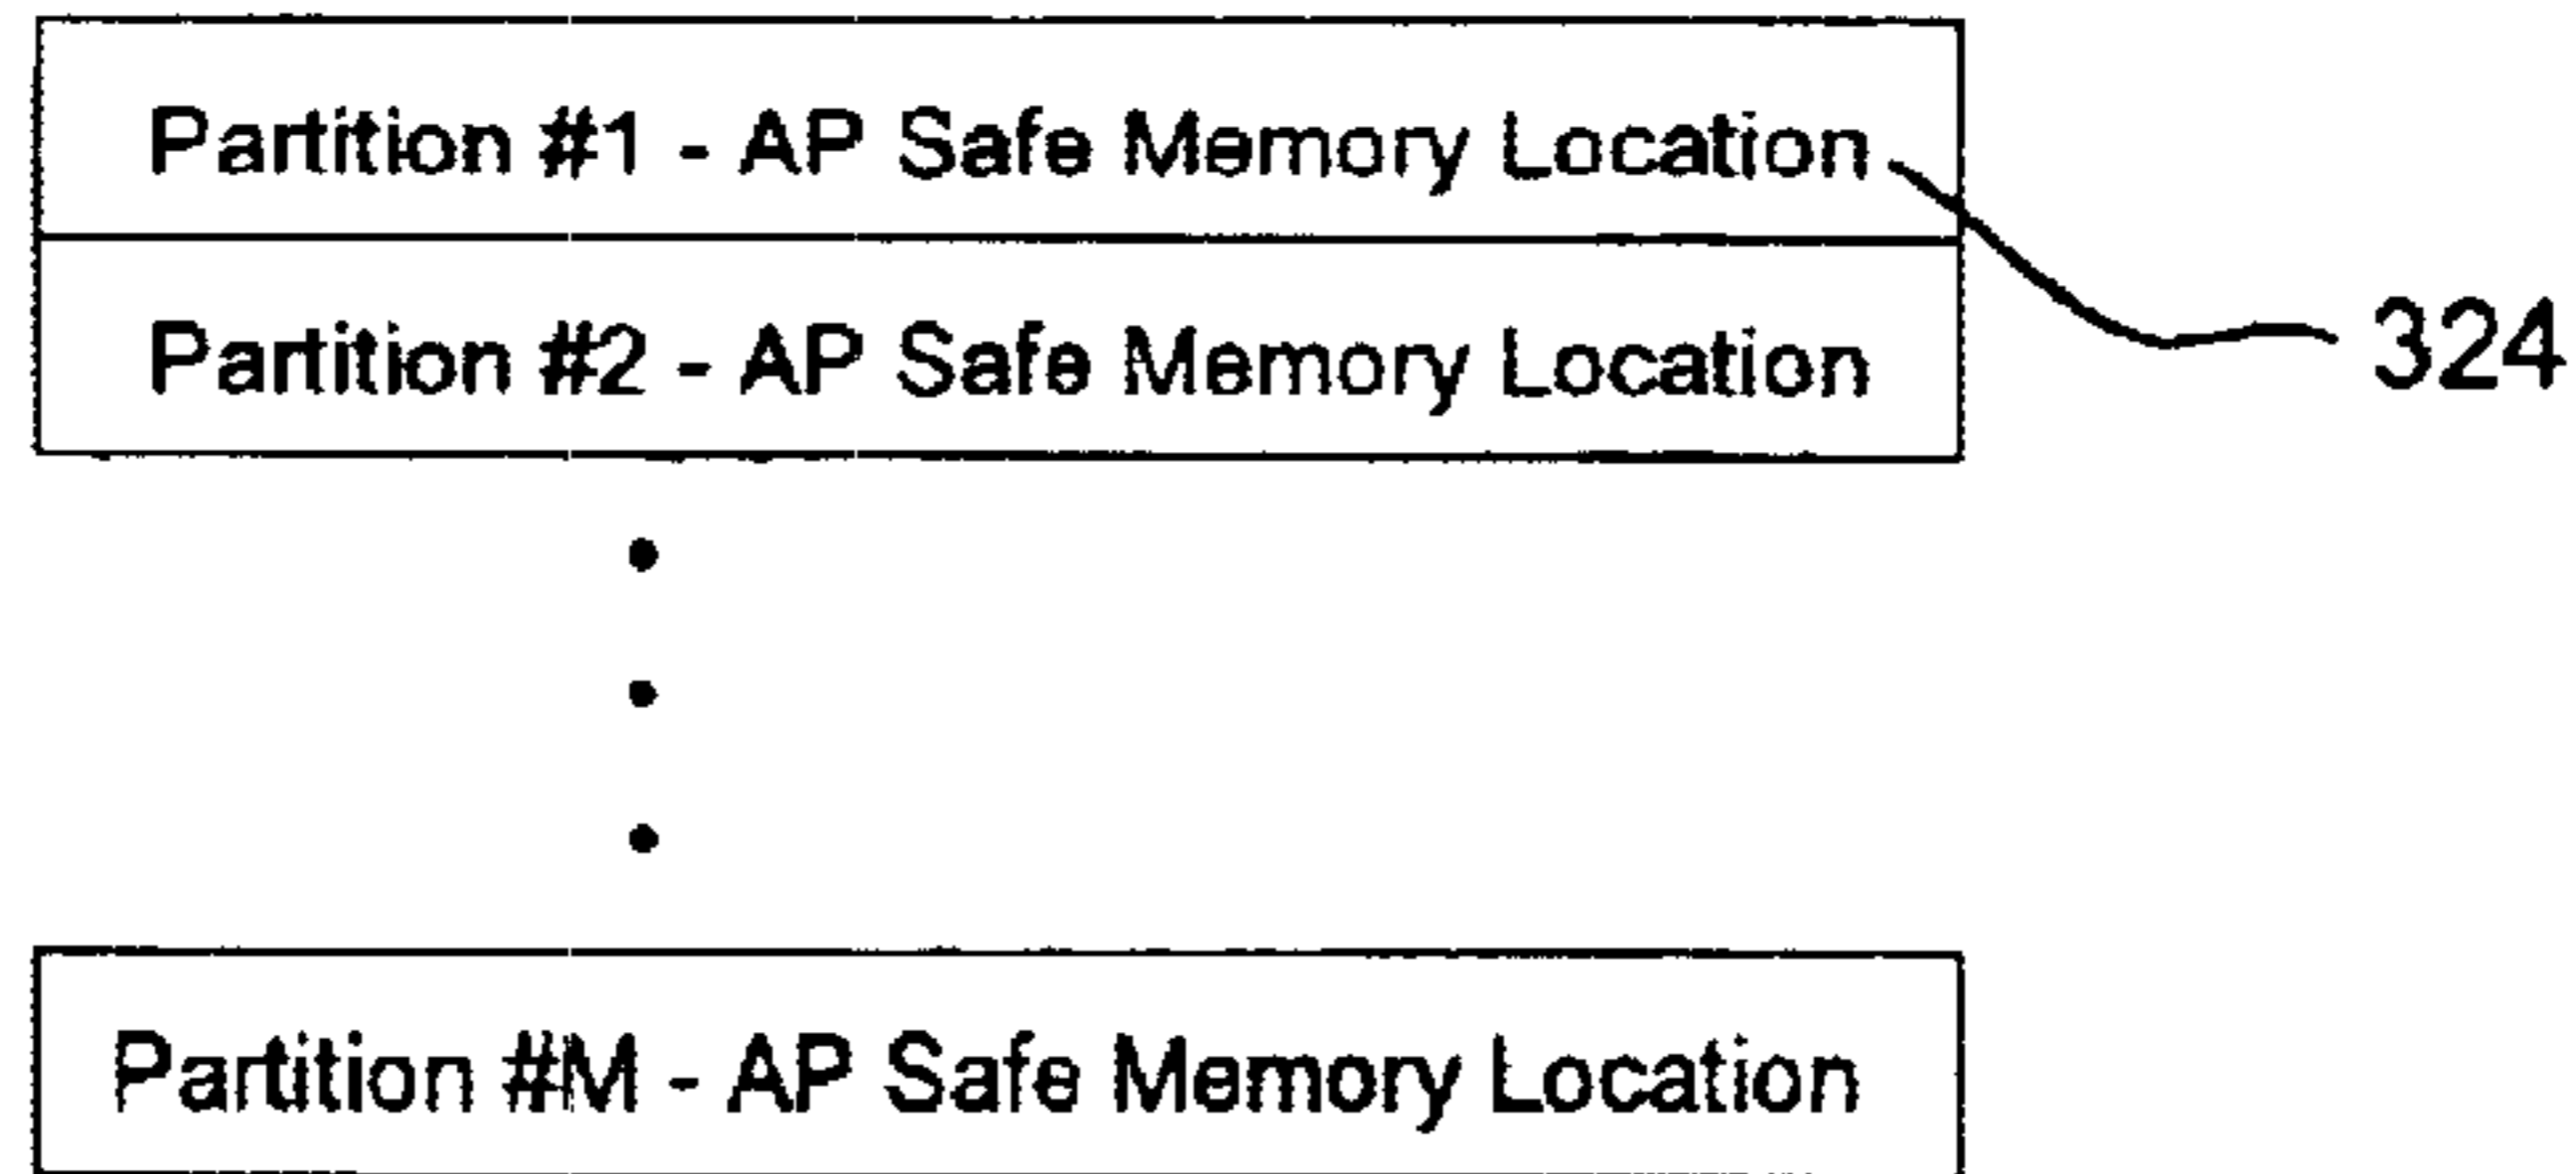 Partition #1 - AP Safe Memory Location
324
Partition #2 - AP Safe Memory Location
Partition #M - AP Safe Memory Location